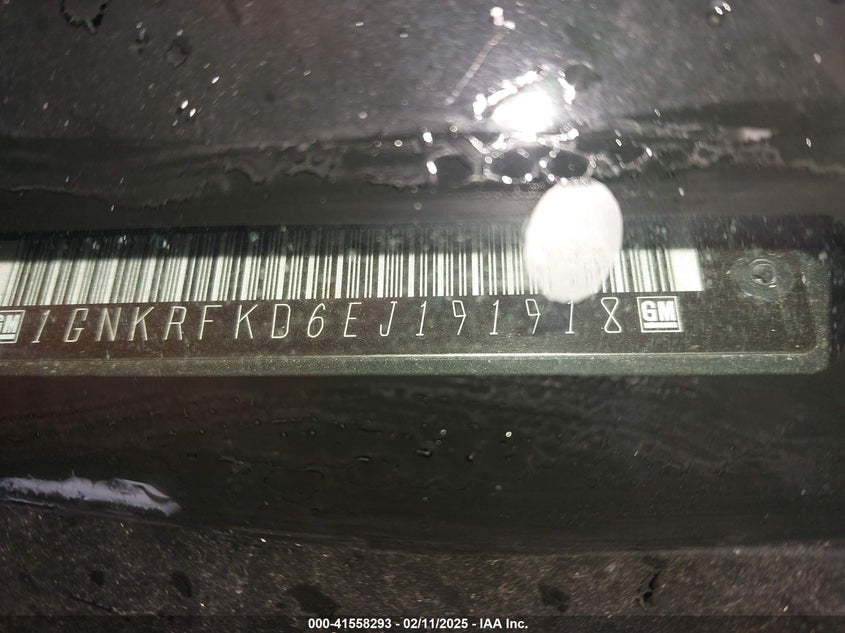 GM 1GNKRFKD6EJ191918 GM
000-41558293 - 02/11/2025 - IAA Inc.